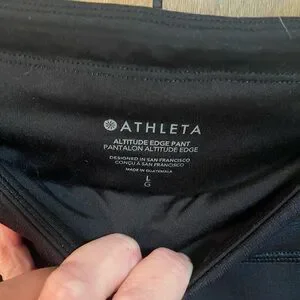 ATHLETA
ALTITUDE EDGE PANT
PANTALON ALTITUDE EDGE
DESIGNED IN SAN FRANCISCO
CONÇU À SAN FRANCISCO
MADE IN GUATEMALA
L
G